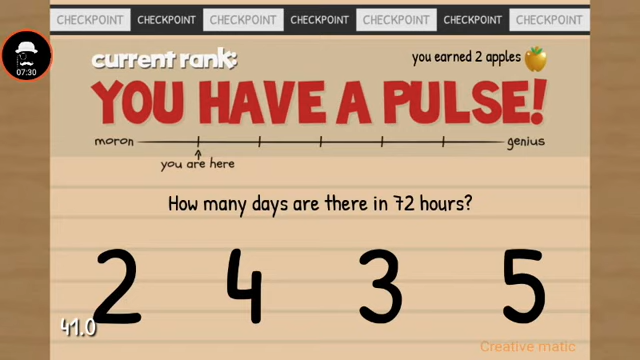 CHECKPOINT CHECKPOINT CHECKPOINT CHECKPOINT CHECKPOINT CHECKPOINT CHECKPOINT
current rank:
you earned 2 apples
07:30
YOU HAVE A PULSE!
moron genius
you are here
How many days are there in 72 hours?
2 4 3 5
41.0
Creative matic